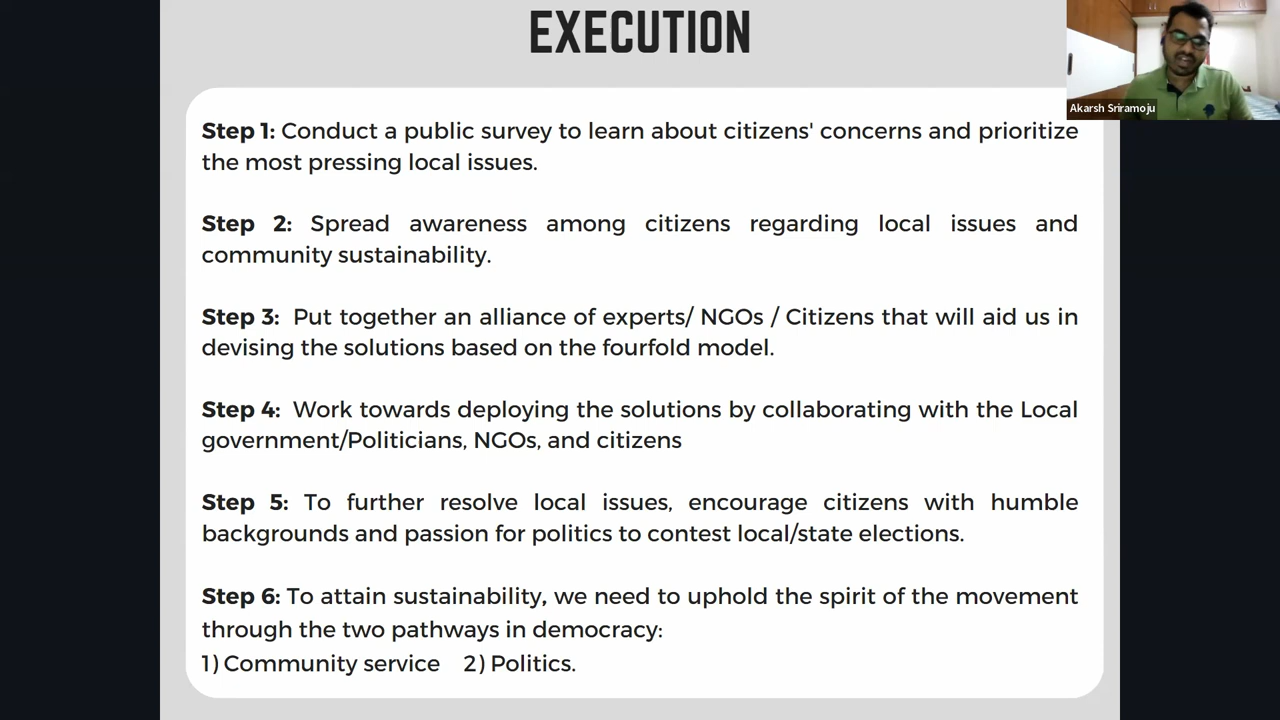 EXECUTION
Akarsh Sriramoju
Step 1: Conduct a public survey to learn about citizens' concerns and prioritize
the most pressing local issues.
Step 2: Spread awareness among citizens regarding local issues and
community sustainability.
Step 3: Put together an alliance of experts/ NGOs / Citizens that will aid us in
devising the solutions based on the fourfold model.
Step 4: Work towards deploying the solutions by collaborating with the Local
government/Politicians, NGOs, and citizens
Step 5: To further resolve local issues, encourage citizens with humble
backgrounds and passion for politics to contest local/state elections.
Step 6: To attain sustainability, we need to uphold the spirit of the movement
through the two pathways in democracy:
1) Community service 2) Politics.